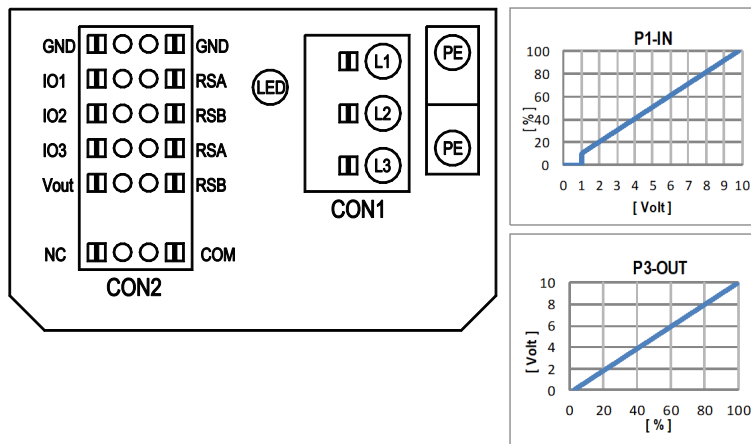 GND GND
IO1 RSA
IO2 RSB
IO3 RSA
Vout RSB
NC COM
CON2
LED
L1
L2
L3
CON1
PE
PE
P1-IN
[ % ]
100
80
60
40
20
0
0 1 2 3 4 5 6 7 8 9 10
[ Volt ]
P3-OUT
[ Volt ]
10
8
6
4
2
0
0 20 40 60 80 100
[ % ]